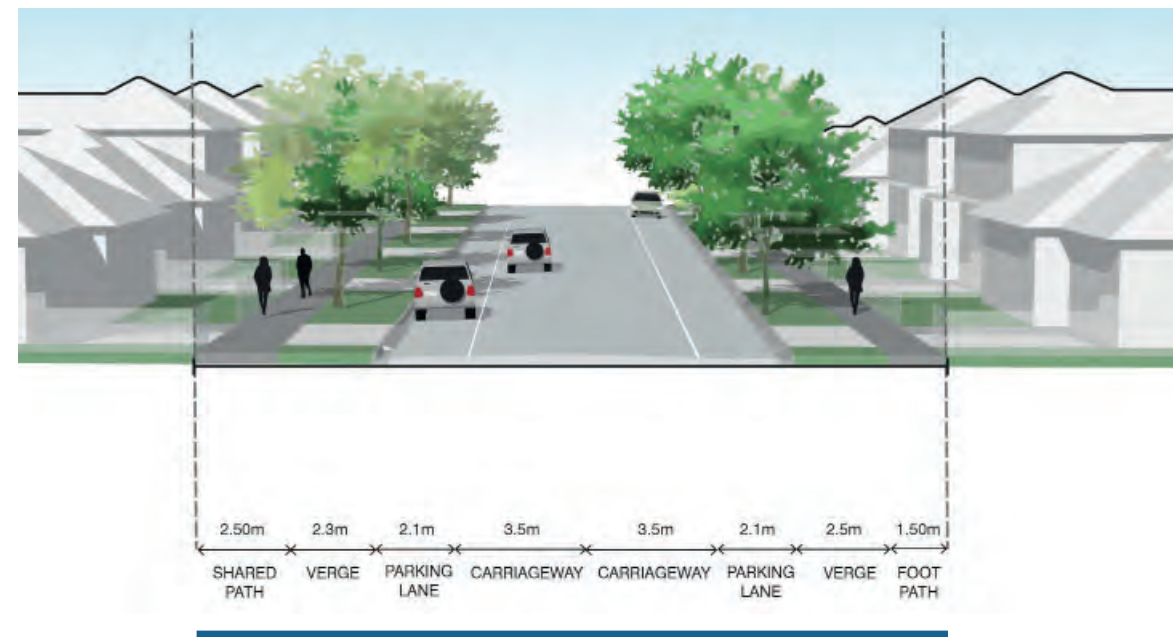 2.50m 2.3m 2.1m 3.5m 3.5m 2.1m 2.5m 1.50m
SHARED PATH
VERGE
PARKING LANE
CARRIAGEWAY
CARRIAGEWAY
PARKING LANE
VERGE
FOOT PATH